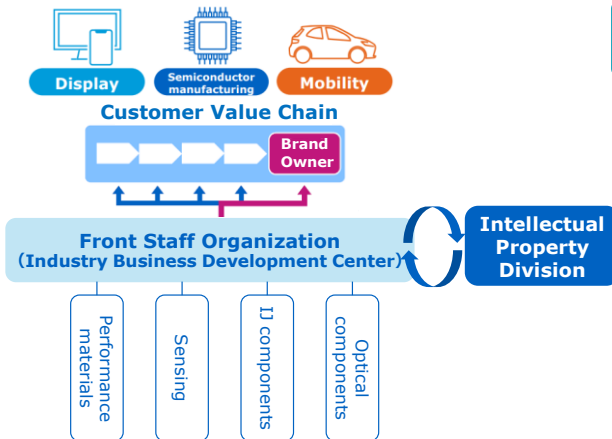 Display
Semiconductor
manufacturing
Mobility
Customer Value Chain
Brand
Owner
Front Staff Organization
(Industry Business Development Center)
Intellectual
Property
Division
Performance
materials
Sensing
IJ components
Optical
components